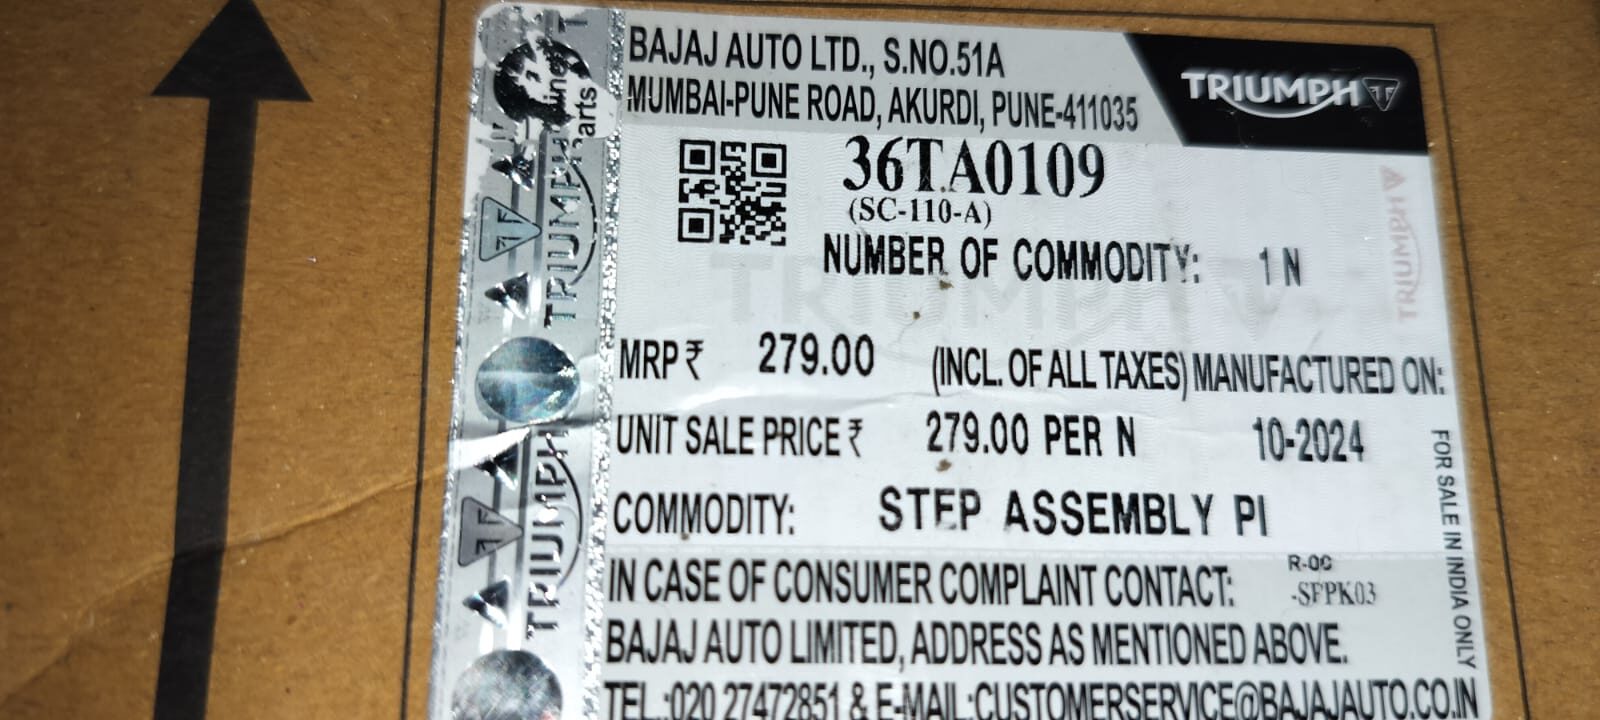 BAJAJ AUTO LTD., S.NO.51A
MUMBAI-PUNE ROAD, AKURDI, PUNE-411035
TRIUMPH
36TA0109
(SC-110-A)
NUMBER OF COMMODITY: 1 N
MRP ₹ 279.00 (INCL. OF ALL TAXES) MANUFACTURED ON:
UNIT SALE PRICE ₹ 279.00 PER N 10-2024
COMMODITY: STEP ASSEMBLY PI
IN CASE OF CONSUMER COMPLAINT CONTACT:
-SFPK03
BAJAJ AUTO LIMITED, ADDRESS AS MENTIONED ABOVE.
TEL.:020 27472851 & E-MAIL:CUSTOMERSERVICE@BAJAJAUTO.CO.IN
FOR SALE IN INDIA ONLY
TRIUMPH
TRIUMPH
TRIUMPH
TRIUMPH